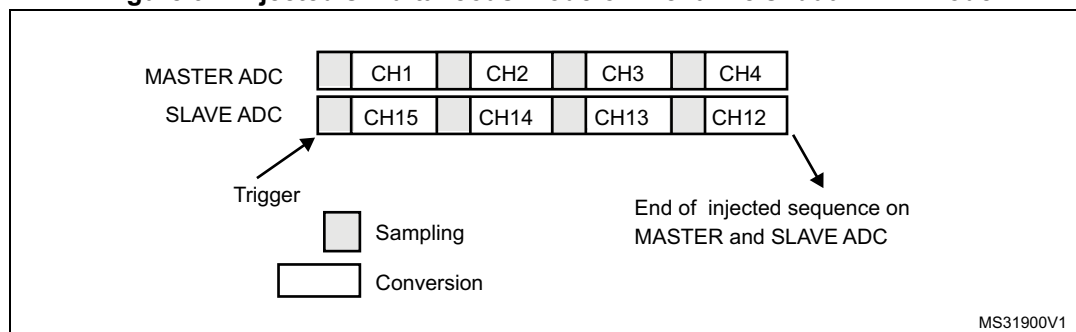 MASTER ADC CH1 CH2 CH3 CH4
SLAVE ADC CH15 CH14 CH13 CH12
Trigger
End of injected sequence on
MASTER and SLAVE ADC
Sampling
Conversion
MS31900V1